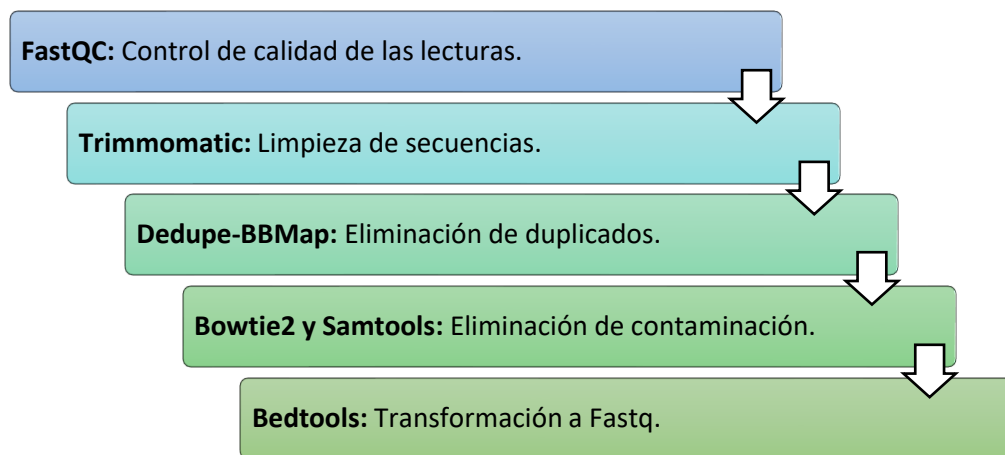 FastQC: Control de calidad de las lecturas.
Trimmomatic: Limpieza de secuencias.
Dedupe-BBMap: Eliminación de duplicados.
Bowtie2 y Samtools: Eliminación de contaminación.
Bedtools: Transformación a Fastq.